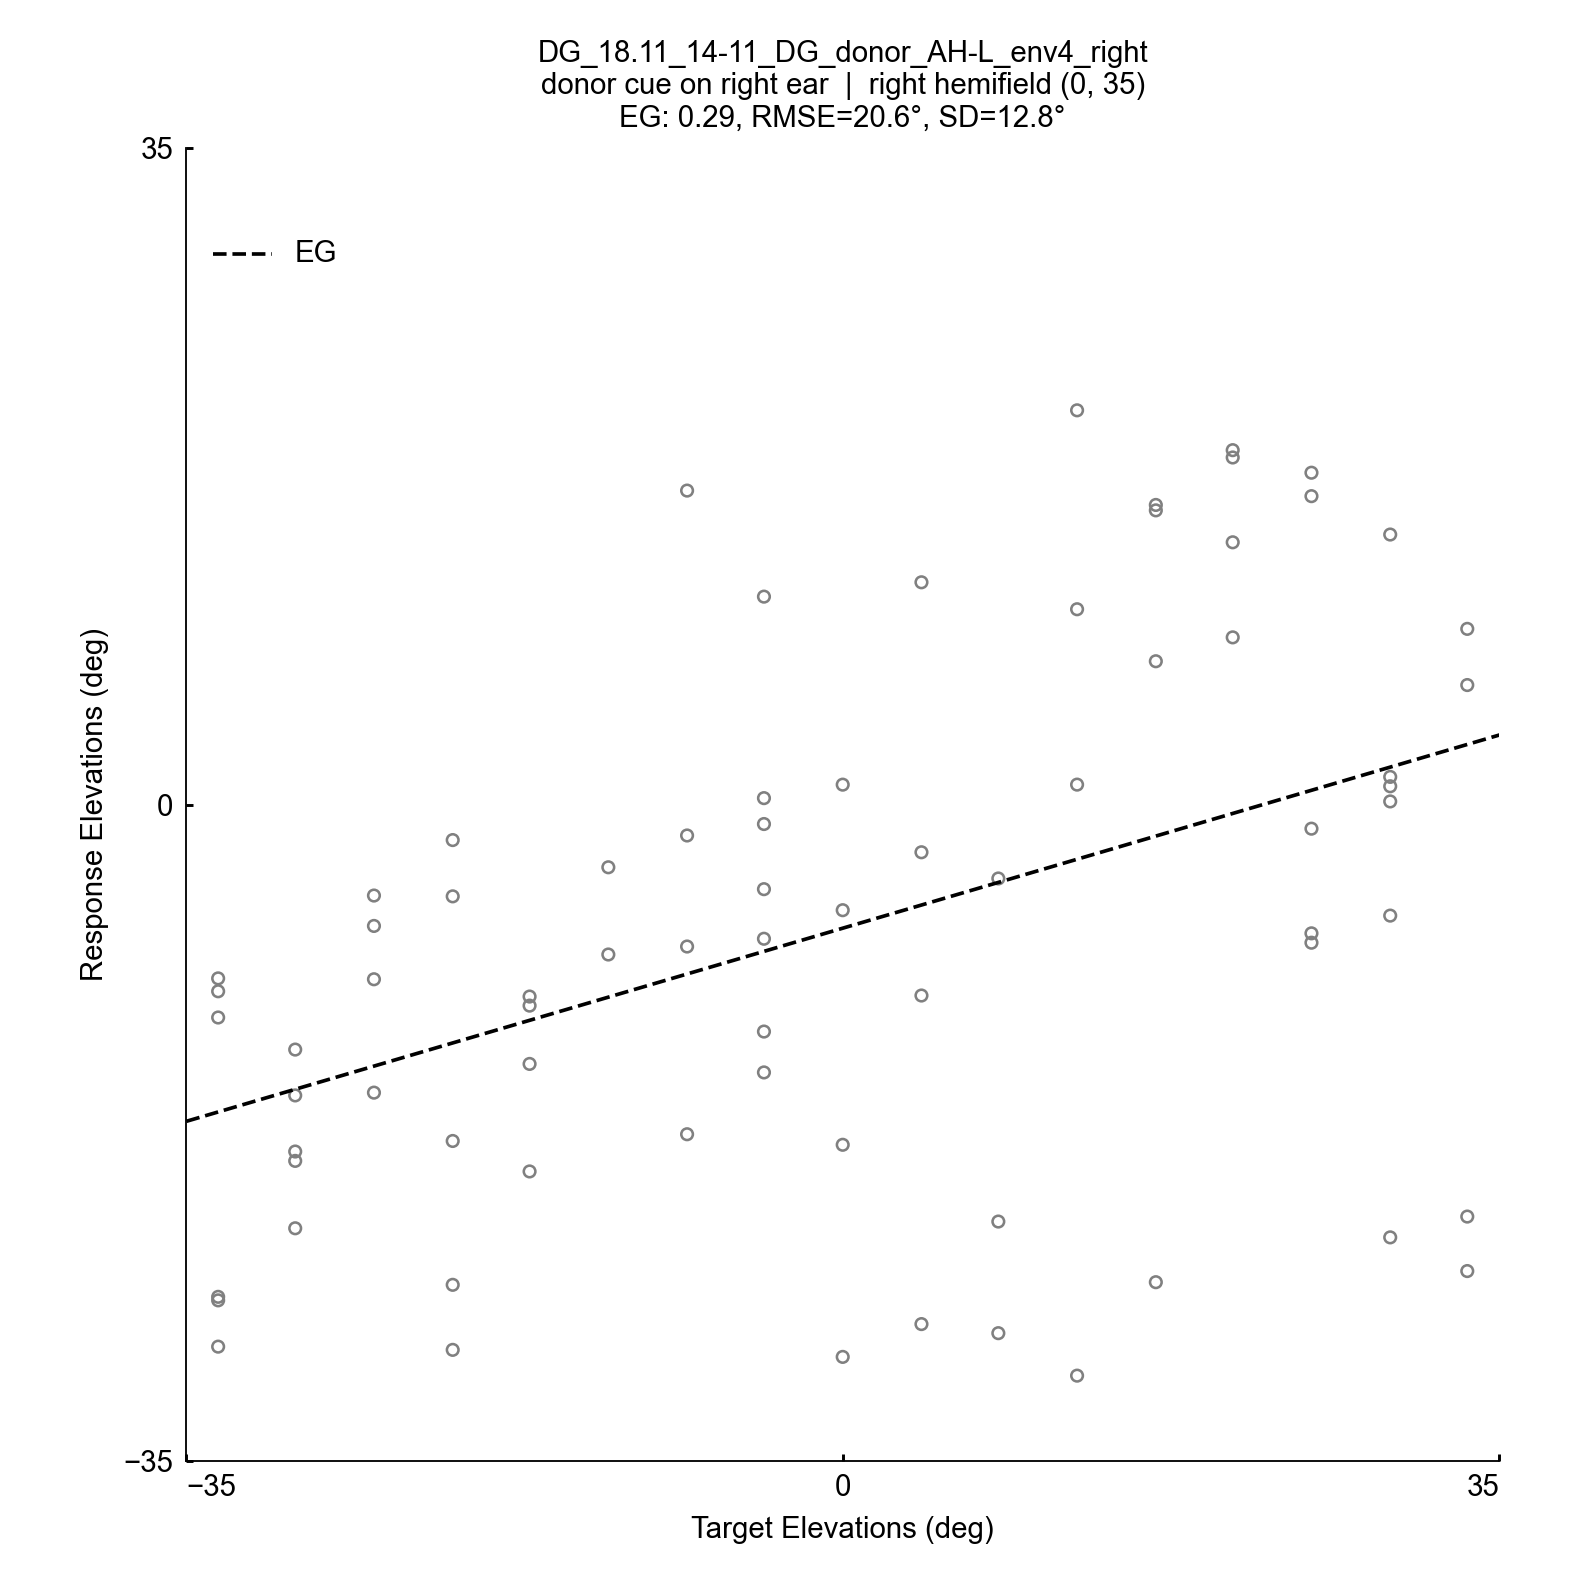 DG_18.11_14-11_DG_donor_AH-L_env4_right
donor cue on right ear  |  right hemifield (0, 35)
EG: 0.29, RMSE=20.6°, SD=12.8°
35
EG
Response Elevations (deg)
0
−35
−35
0
35
Target Elevations (deg)